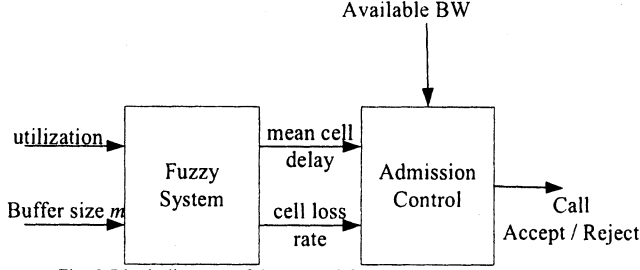 Available BW
utilization
Buffer size m
Fuzzy
System
mean cell
delay
cell loss
rate
Admission
Control
Call
Accept / Reject